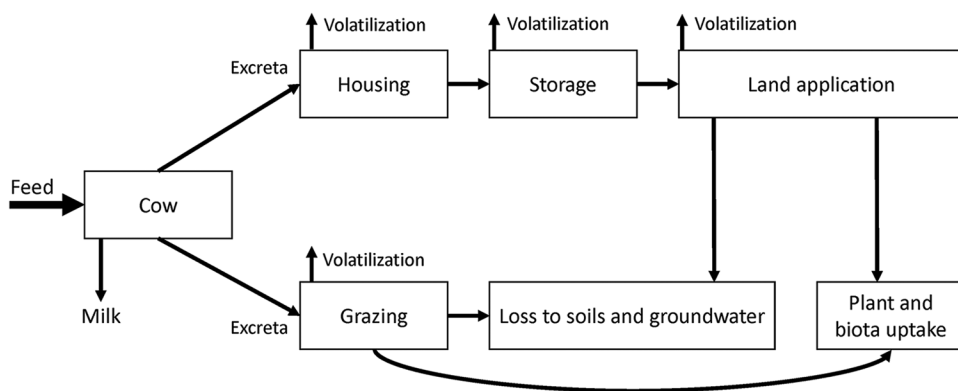 Volatilization
Volatilization
Volatilization
Excreta
Housing
Storage
Land application
Feed
Cow
Milk
Volatilization
Excreta
Grazing
Loss to soils and groundwater
Plant and
biota uptake